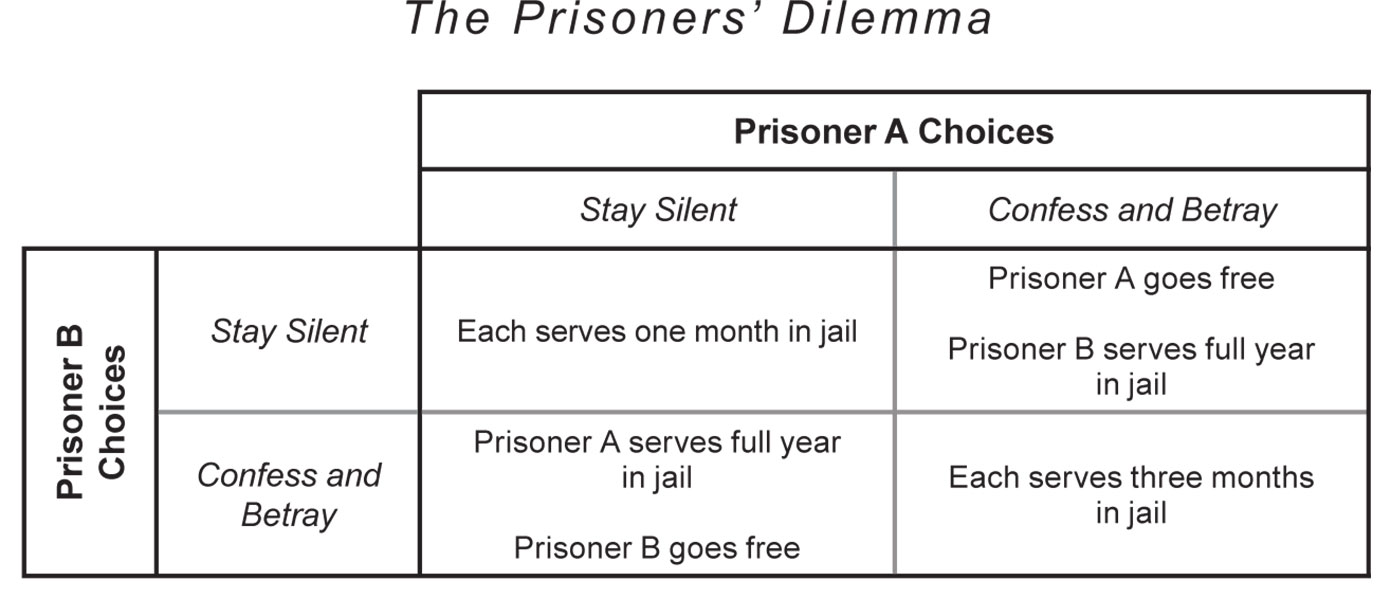 The Prisoners’ Dilemma
Prisoner A Choices
Stay Silent
Confess and Betray
Prisoner B
Choices
Stay Silent
Each serves one month in jail
Prisoner A goes free
Prisoner B serves full year
in jail
Confess and
Betray
Prisoner A serves full year
in jail
Prisoner B goes free
Each serves three months
in jail